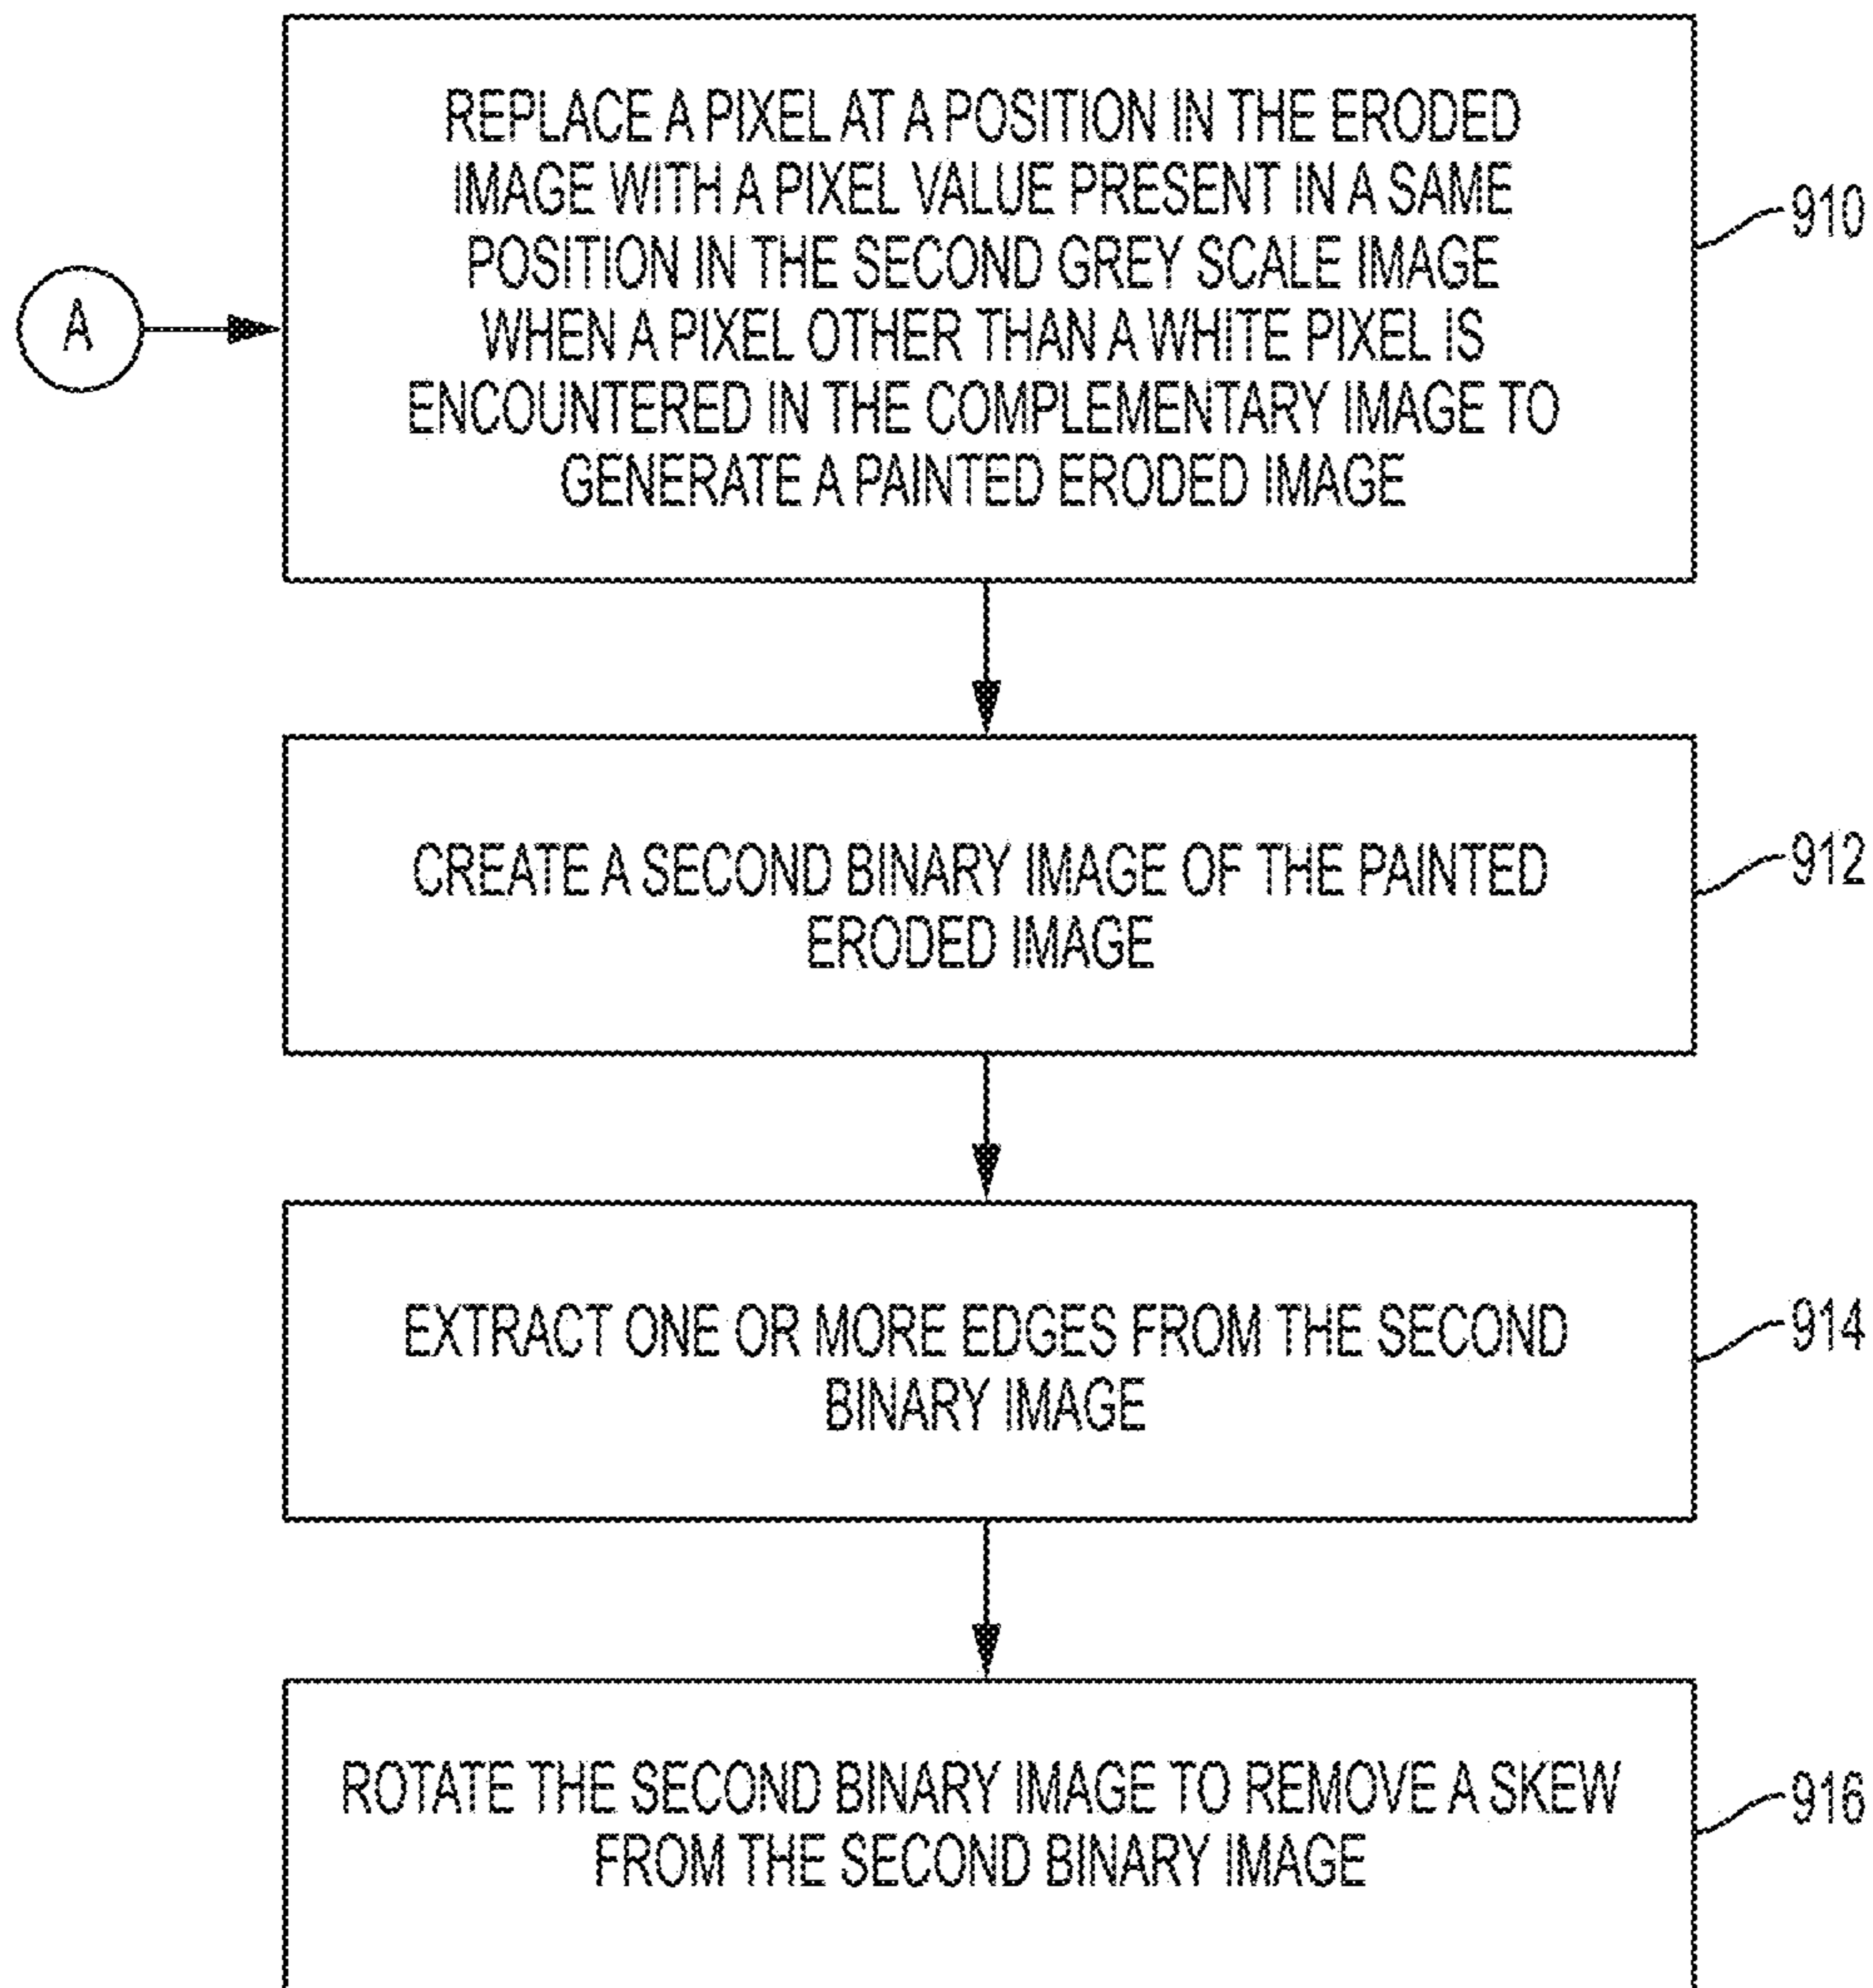 REPLACE A PIXEL AT A POSITION IN THE ERODED
IMAGE WITH A PIXEL VALUE PRESENT IN A SAME
POSITION IN THE SECOND GREY SCALE IMAGE
WHEN A PIXEL OTHER THAN A WHITE PIXEL IS
ENCOUNTERED IN THE COMPLEMENTARY IMAGE TO
GENERATE A PAINTED ERODED IMAGE
910
A
CREATE A SECOND BINARY IMAGE OF THE PAINTED
ERODED IMAGE
912
EXTRACT ONE OR MORE EDGES FROM THE SECOND
BINARY IMAGE
914
ROTATE THE SECOND BINARY IMAGE TO REMOVE A SKEW
FROM THE SECOND BINARY IMAGE
916